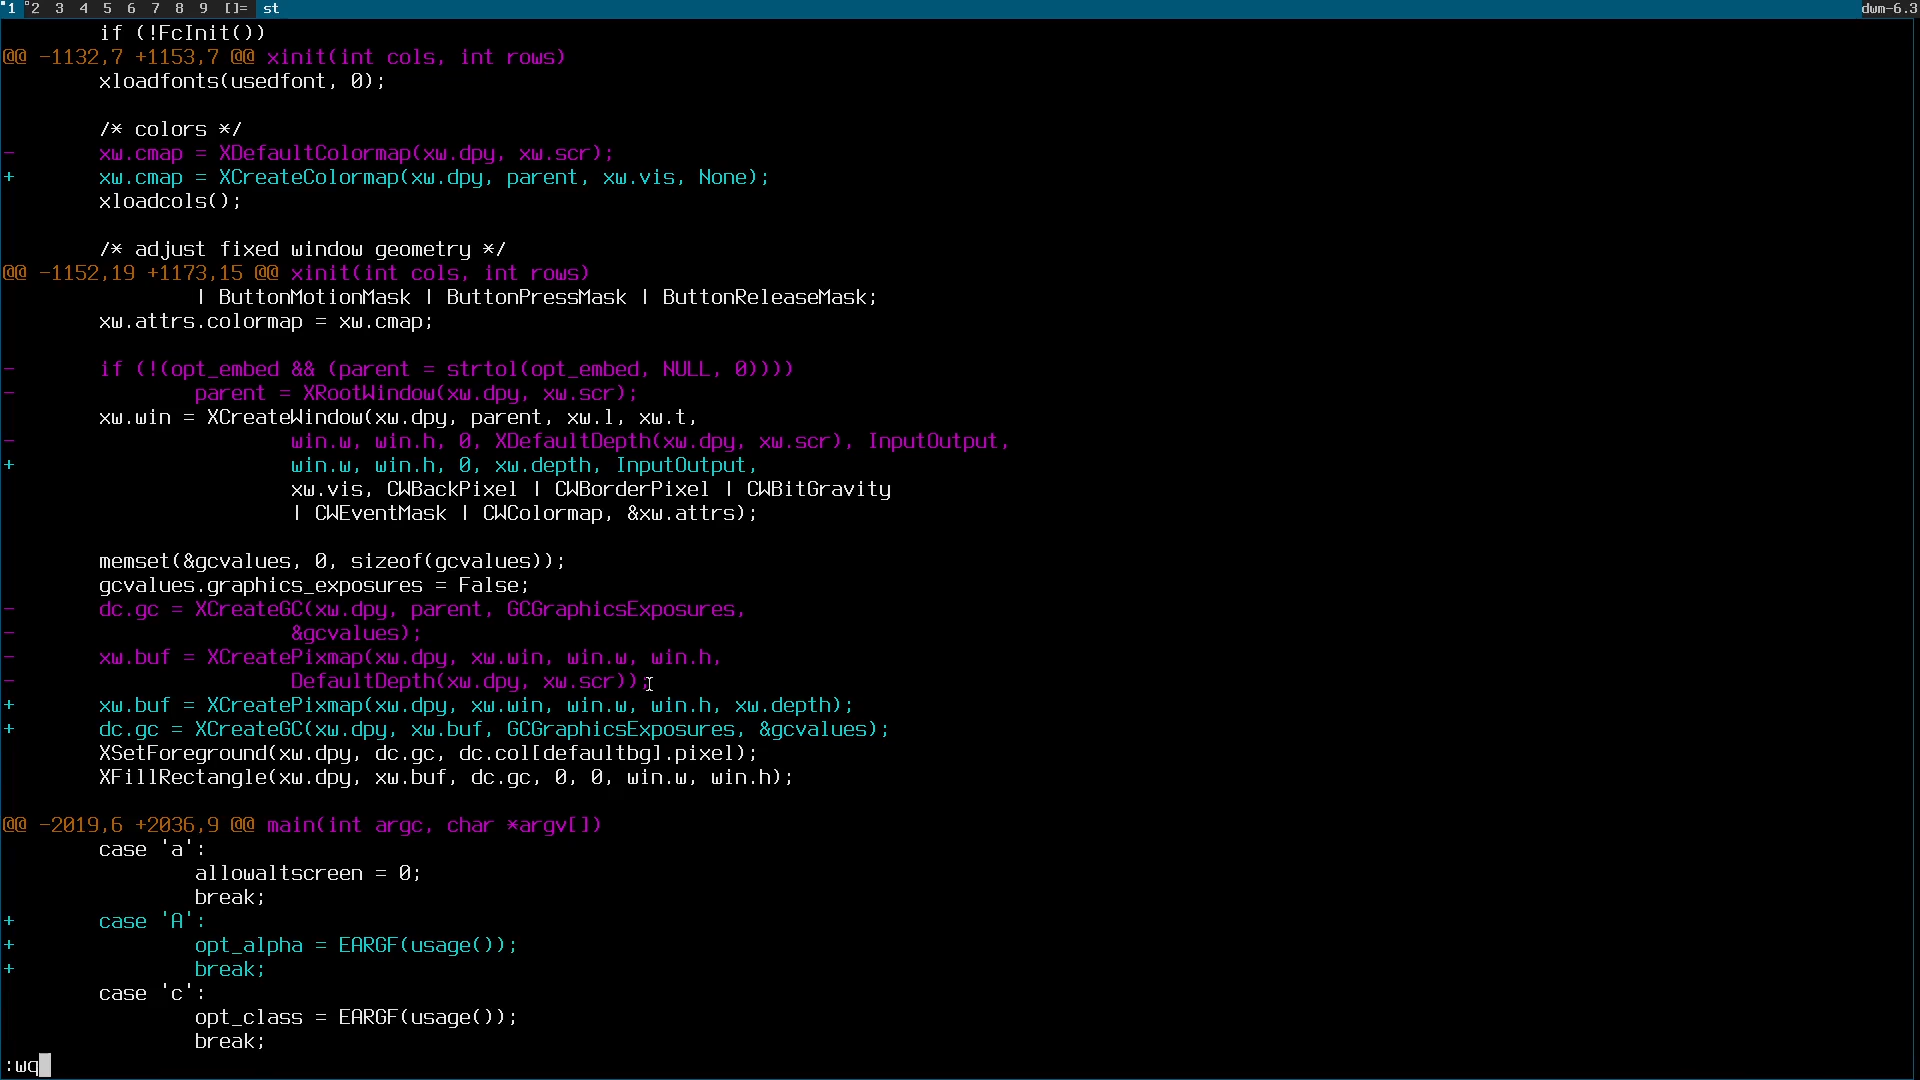 1 2 3 4 5 6 7 8 9 []= st dwm-6.3
if (!FcInit())
@@ -1132,7 +1153,7 @@ xinit(int cols, int rows)
xloadfonts(usedfont, 0);
/* colors */
- xw.cmap = XDefaultColormap(xw.dpy, xw.scr);
+ xw.cmap = XCreateColormap(xw.dpy, parent, xw.vis, None);
xloadcols();
/* adjust fixed window geometry */
@@ -1152,19 +1173,15 @@ xinit(int cols, int rows)
| ButtonMotionMask | ButtonPressMask | ButtonReleaseMask;
xw.attrs.colormap = xw.cmap;
- if (!(opt_embed && (parent = strtol(opt_embed, NULL, 0))))
- parent = XRootWindow(xw.dpy, xw.scr);
xw.win = XCreateWindow(xw.dpy, parent, xw.l, xw.t,
- win.w, win.h, 0, XDefaultDepth(xw.dpy, xw.scr), InputOutput,
+ win.w, win.h, 0, xw.depth, InputOutput,
xw.vis, CWBackPixel | CWBorderPixel | CWBitGravity
| CWEventMask | CWColormap, &xw.attrs);
memset(&gcvalues, 0, sizeof(gcvalues));
gcvalues.graphics_exposures = False;
- dc.gc = XCreateGC(xw.dpy, parent, GCGraphicsExposures,
- &gcvalues);
- xw.buf = XCreatePixmap(xw.dpy, xw.win, win.w, win.h,
- DefaultDepth(xw.dpy, xw.scr));
+ xw.buf = XCreatePixmap(xw.dpy, xw.win, win.w, win.h, xw.depth);
+ dc.gc = XCreateGC(xw.dpy, xw.buf, GCGraphicsExposures, &gcvalues);
XSetForeground(xw.dpy, dc.gc, dc.col[defaultbg].pixel);
XFillRectangle(xw.dpy, xw.buf, dc.gc, 0, 0, win.w, win.h);
@@ -2019,6 +2036,9 @@ main(int argc, char *argv[])
case 'a':
allowaltscreen = 0;
break;
+ case 'A':
+ opt_alpha = EARGF(usage());
+ break;
case 'c':
opt_class = EARGF(usage());
break;
:wq